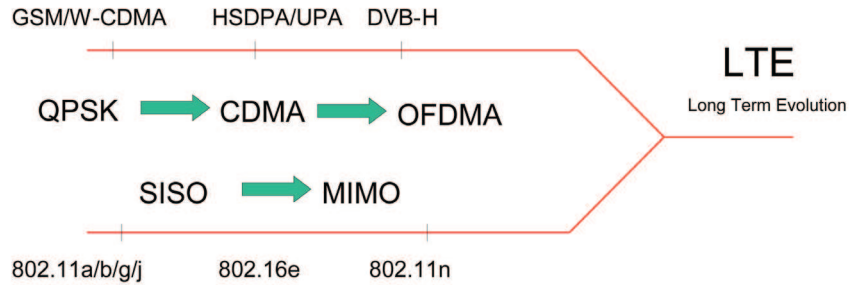 GSM/W-CDMA HSDPA/UPA DVB-H
LTE
Long Term Evolution
QPSK CDMA OFDMA
SISO MIMO
802.11a/b/g/j 802.16e 802.11n